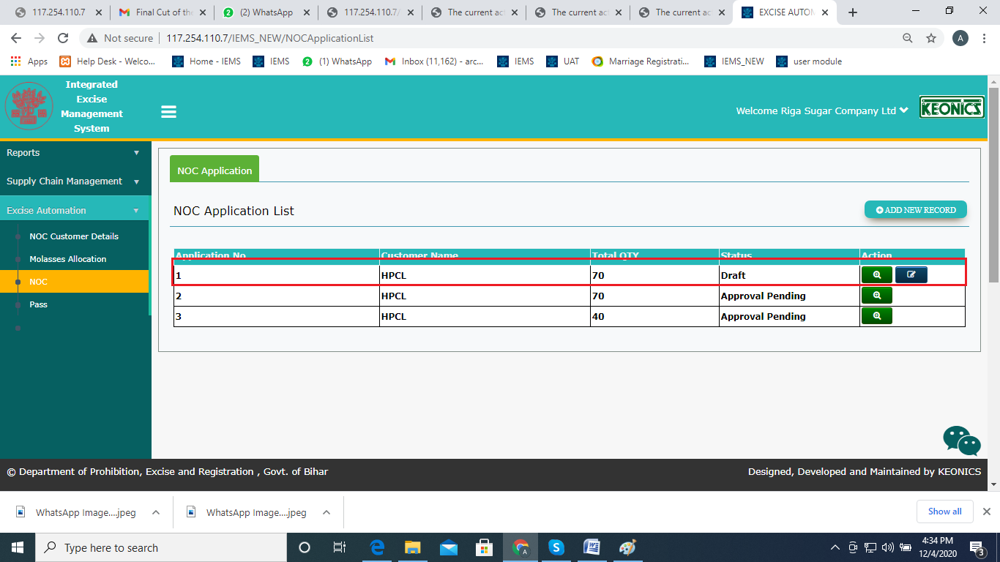 117.254.110.7
Final Cut of the
(2) WhatsApp
117.254.110.7/
The current ac
The current ac
The current ac
EXCISE AUTOM
Not secure
117.254.110.7/IEMS_NEW/NOCApplicationList
A
Apps
Help Desk - Welco...
Home - IEMS
IEMS
(1) WhatsApp
Inbox (11,162) - arc...
IEMS
UAT
Marriage Registrati...
IEMS_NEW
user module
Integrated
Excise
Management
System
Welcome Riga Sugar Company Ltd
KEONICS
Reports
Supply Chain Management
Excise Automation
NOC Customer Details
Molasses Allocation
NOC
Pass
NOC Application
NOC Application List
ADD NEW RECORD
Application No Customer Name Total QTY Status Action
1 HPCL 70 Draft
2 HPCL 70 Approval Pending
3 HPCL 40 Approval Pending
© Department of Prohibition, Excise and Registration , Govt. of Bihar
Designed, Developed and Maintained by KEONICS
WhatsApp Image....jpeg
WhatsApp Image....jpeg
Show all
Type here to search
4:34 PM
12/4/2020
3